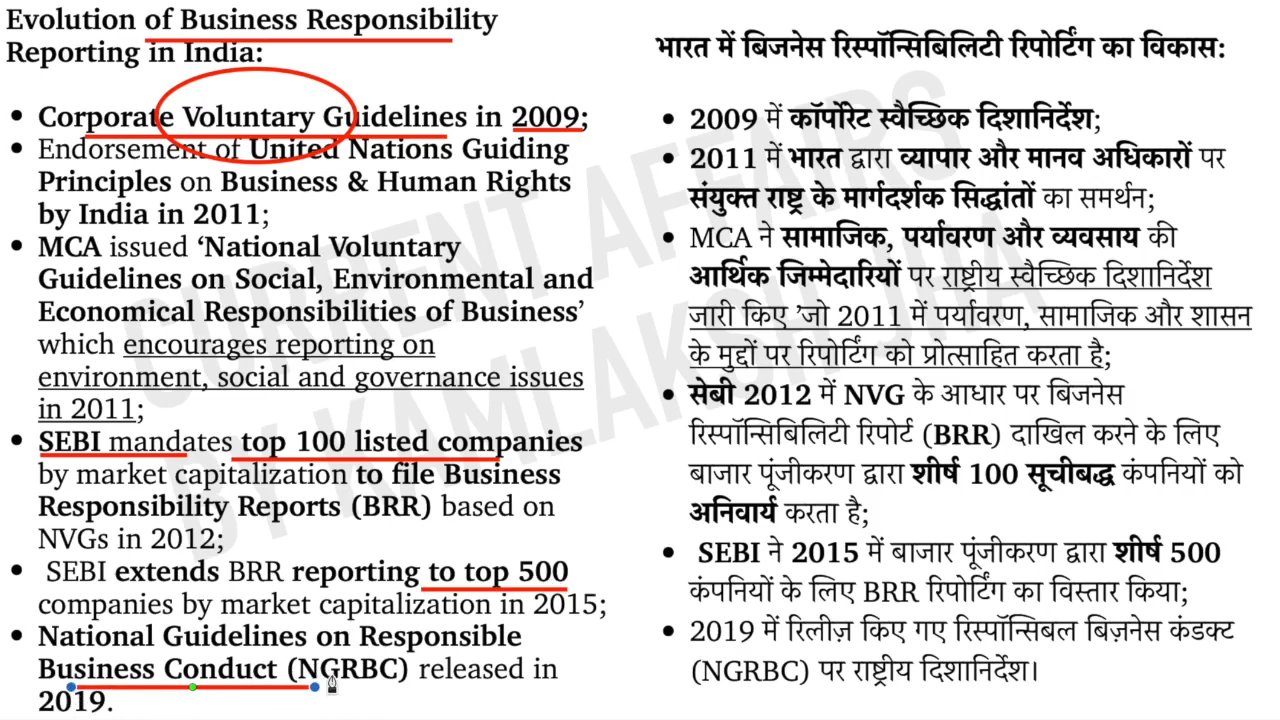 Evolution of Business Responsibility
Reporting in India:
• Corporate Voluntary Guidelines in 2009;
• Endorsement of United Nations Guiding
Principles on Business & Human Rights
by India in 2011;
• MCA issued ‘National Voluntary
Guidelines on Social, Environmental and
Economical Responsibilities of Business’
which encourages reporting on
environment, social and governance issues
in 2011;
• SEBI mandates top 100 listed companies
by market capitalization to file Business
Responsibility Reports (BRR) based on
NVGs in 2012;
• SEBI extends BRR reporting to top 500
companies by market capitalization in 2015;
• National Guidelines on Responsible
Business Conduct (NGRBC) released in
2019.
भारत में बिजनेस रिस्पॉन्सिबिलिटी रिपोर्टिंग का विकास:
• 2009 में कॉर्पोरेट स्वैच्छिक दिशानिर्देश;
• 2011 में भारत द्वारा व्यापार और मानव अधिकारों पर
संयुक्त राष्ट्र के मार्गदर्शक सिद्धांतों का समर्थन;
• MCA ने सामाजिक, पर्यावरण और व्यवसाय की
आर्थिक जिम्मेदारियों पर राष्ट्रीय स्वैच्छिक दिशानिर्देश
जारी किए ’जो 2011 में पर्यावरण, सामाजिक और शासन
के मुद्दों पर रिपोर्टिंग को प्रोत्साहित करता है;
• सेबी 2012 में NVG के आधार पर बिजनेस
रिस्पॉन्सिबिलिटी रिपोर्ट (BRR) दाखिल करने के लिए
बाजार पूंजीकरण द्वारा शीर्ष 100 सूचीबद्ध कंपनियों को
अनिवार्य करता है;
• SEBI ने 2015 में बाजार पूंजीकरण द्वारा शीर्ष 500
कंपनियों के लिए BRR रिपोर्टिंग का विस्तार किया;
• 2019 में रिलीज़ किए गए रिस्पॉन्सिबल बिज़नेस कंडक्ट
(NGRBC) पर राष्ट्रीय दिशानिर्देश।
CURRENT AFFAIRS
BY KAMLAKSH JIA